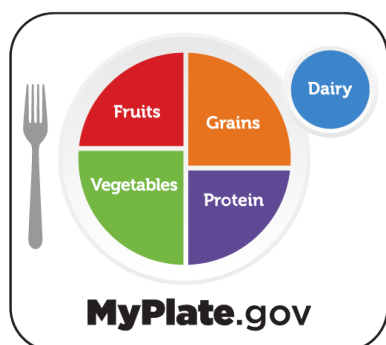 Fruits
Grains
Dairy
Vegetables
Protein
MyPlate.gov